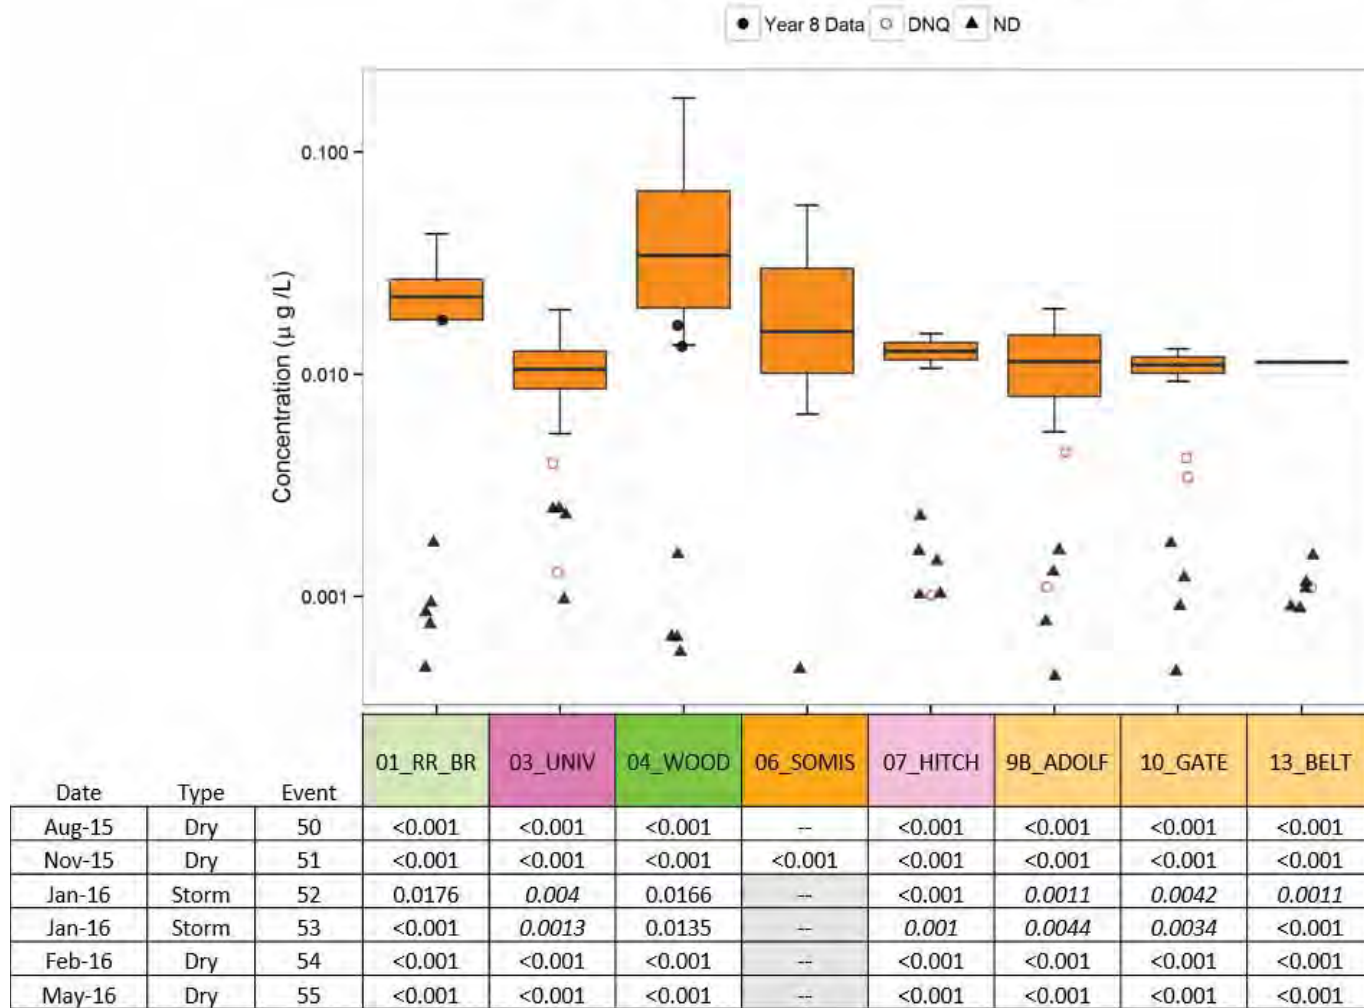 Year 8 Data DNQ ND
Concentration (µ g /L)
0.100
0.010
0.001
Date Type Event 01_RR_BR 03_UNIV 04_WOOD 06_SOMIS 07_HITCH 9B_ADOLF 10_GATE 13_BELT
Aug-15 Dry 50 <0.001 <0.001 <0.001 -- <0.001 <0.001 <0.001 <0.001
Nov-15 Dry 51 <0.001 <0.001 <0.001 <0.001 <0.001 <0.001 <0.001 <0.001
Jan-16 Storm 52 0.0176 0.004 0.0166 -- <0.001 0.0011 0.0042 0.0011
Jan-16 Storm 53 <0.001 0.0013 0.0135 -- 0.001 0.0044 0.0034 <0.001
Feb-16 Dry 54 <0.001 <0.001 <0.001 -- <0.001 <0.001 <0.001 <0.001
May-16 Dry 55 <0.001 <0.001 <0.001 -- <0.001 <0.001 <0.001 <0.001